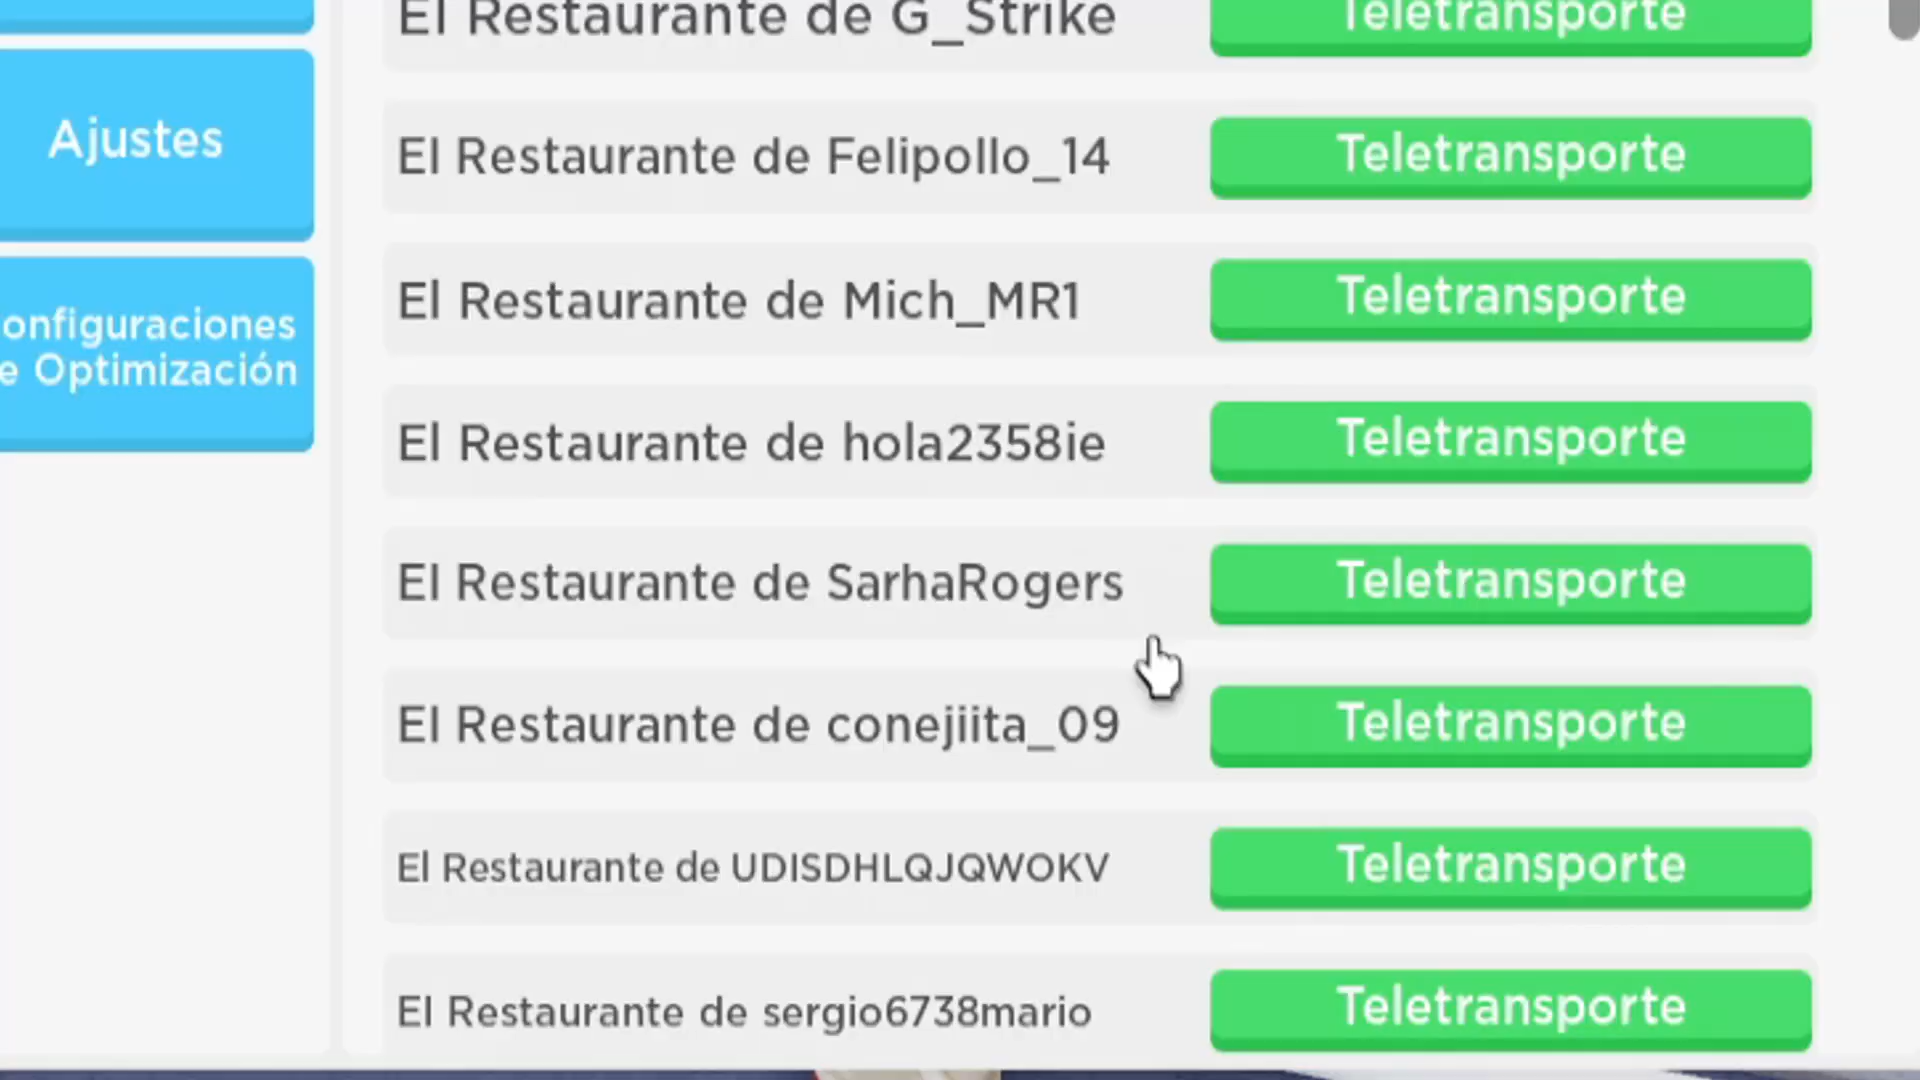 El Restaurante de G_Strike
Teletransporte
Ajustes
El Restaurante de Felipollo_14
Teletransporte
El Restaurante de Mich_MR1
Teletransporte
onfiguraciones
e Optimización
El Restaurante de hola2358ie
Teletransporte
El Restaurante de SarhaRogers
Teletransporte
El Restaurante de conejiita_09
Teletransporte
El Restaurante de UDISDHLQJQWOKV
Teletransporte
El Restaurante de sergio6738mario
Teletransporte